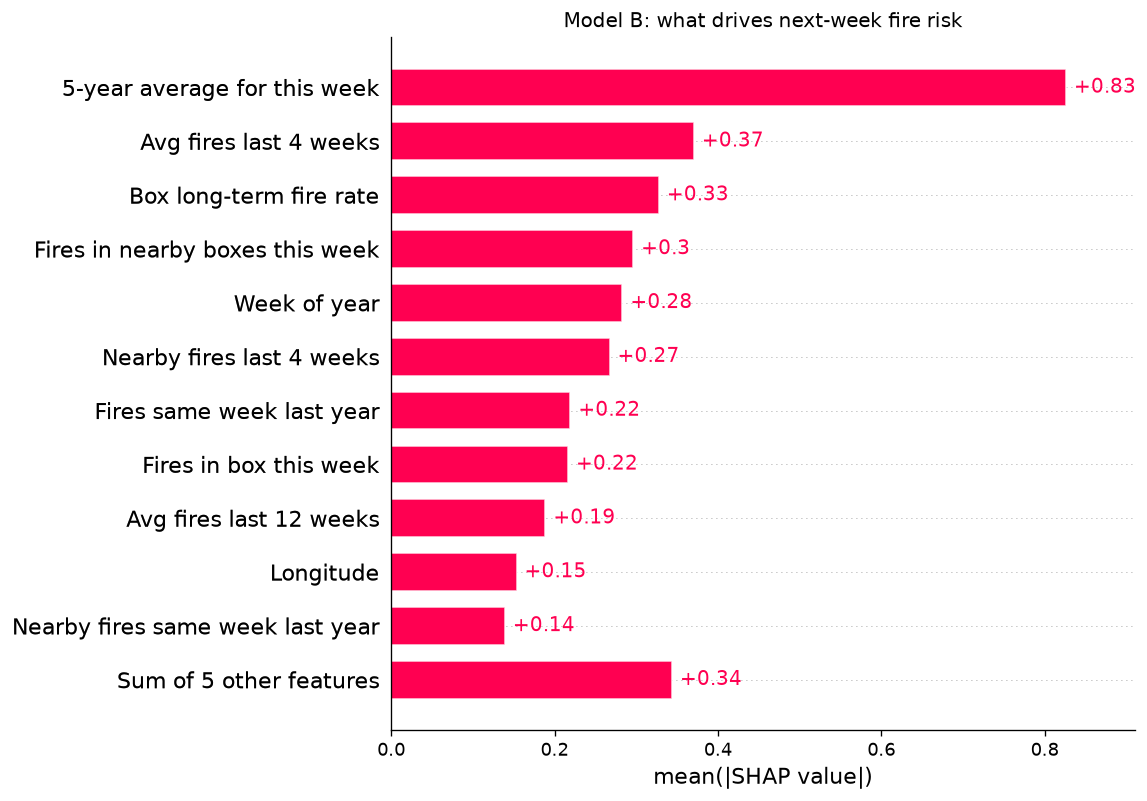 Model B: what drives next-week fire risk
5-year average for this week
+0.83
Avg fires last 4 weeks
+0.37
Box long-term fire rate
+0.33
Fires in nearby boxes this week
+0.3
Week of year
+0.28
Nearby fires last 4 weeks
+0.27
Fires same week last year
+0.22
Fires in box this week
+0.22
Avg fires last 12 weeks
+0.19
Longitude
+0.15
Nearby fires same week last year
+0.14
Sum of 5 other features
+0.34
0.0
0.2
0.4
0.6
0.8
mean(|SHAP value|)